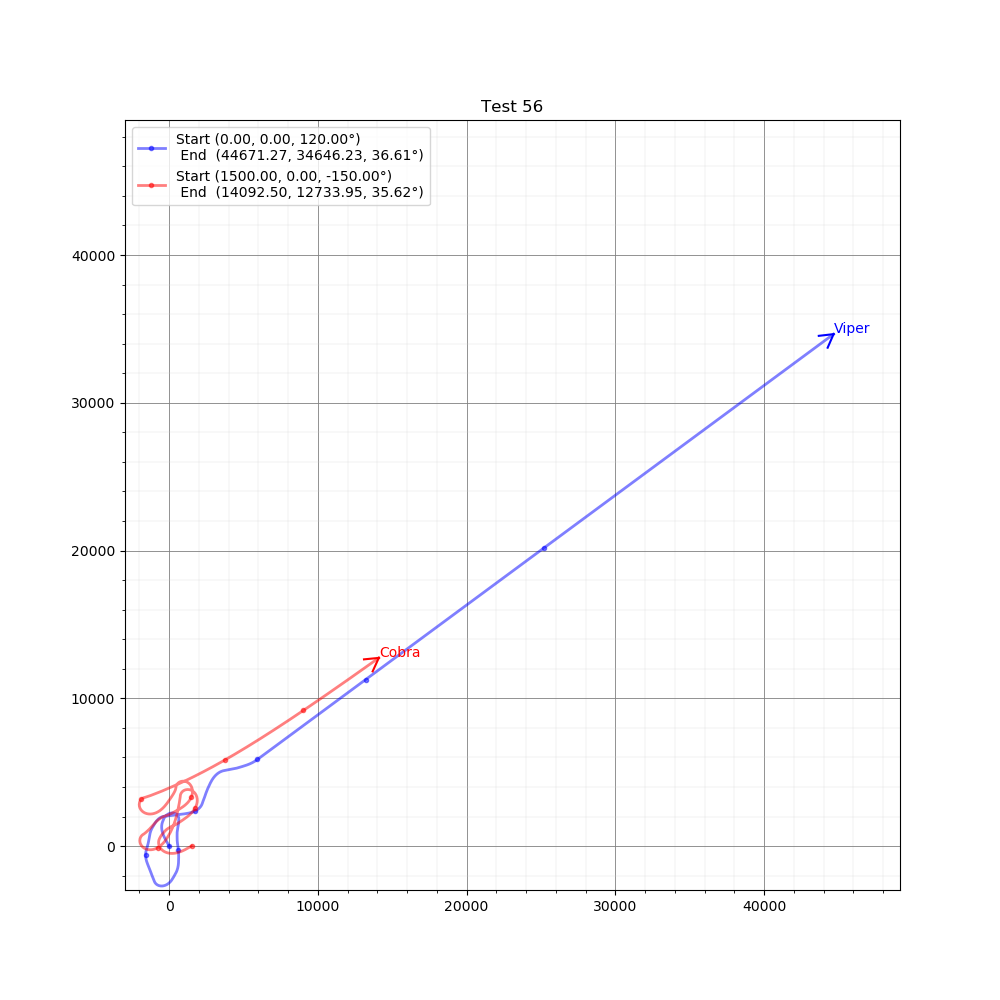 Test 56
Start (0.00, 0.00, 120.00°)
End  (44671.27, 34646.23, 36.61°)
Start (1500.00, 0.00, -150.00°)
End  (14092.50, 12733.95, 35.62°)
40000
Viper
30000
20000
Cobra
10000
0
0 10000 20000 30000 40000